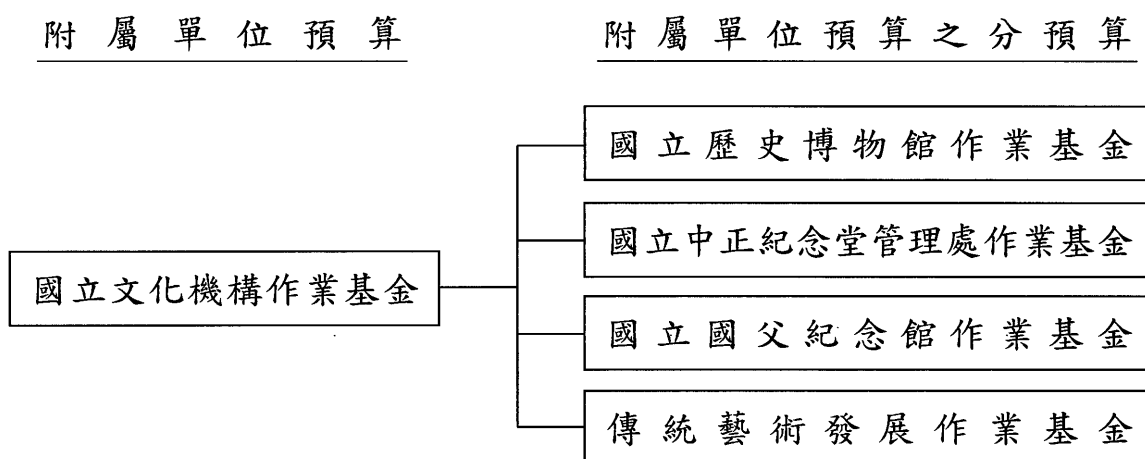 附屬單位預算
附屬單位預算之分預算
國立文化機構作業基金
國立歷史博物館作業基金
國立中正紀念堂管理處作業基金
國立國父紀念館作業基金
傳統藝術發展作業基金